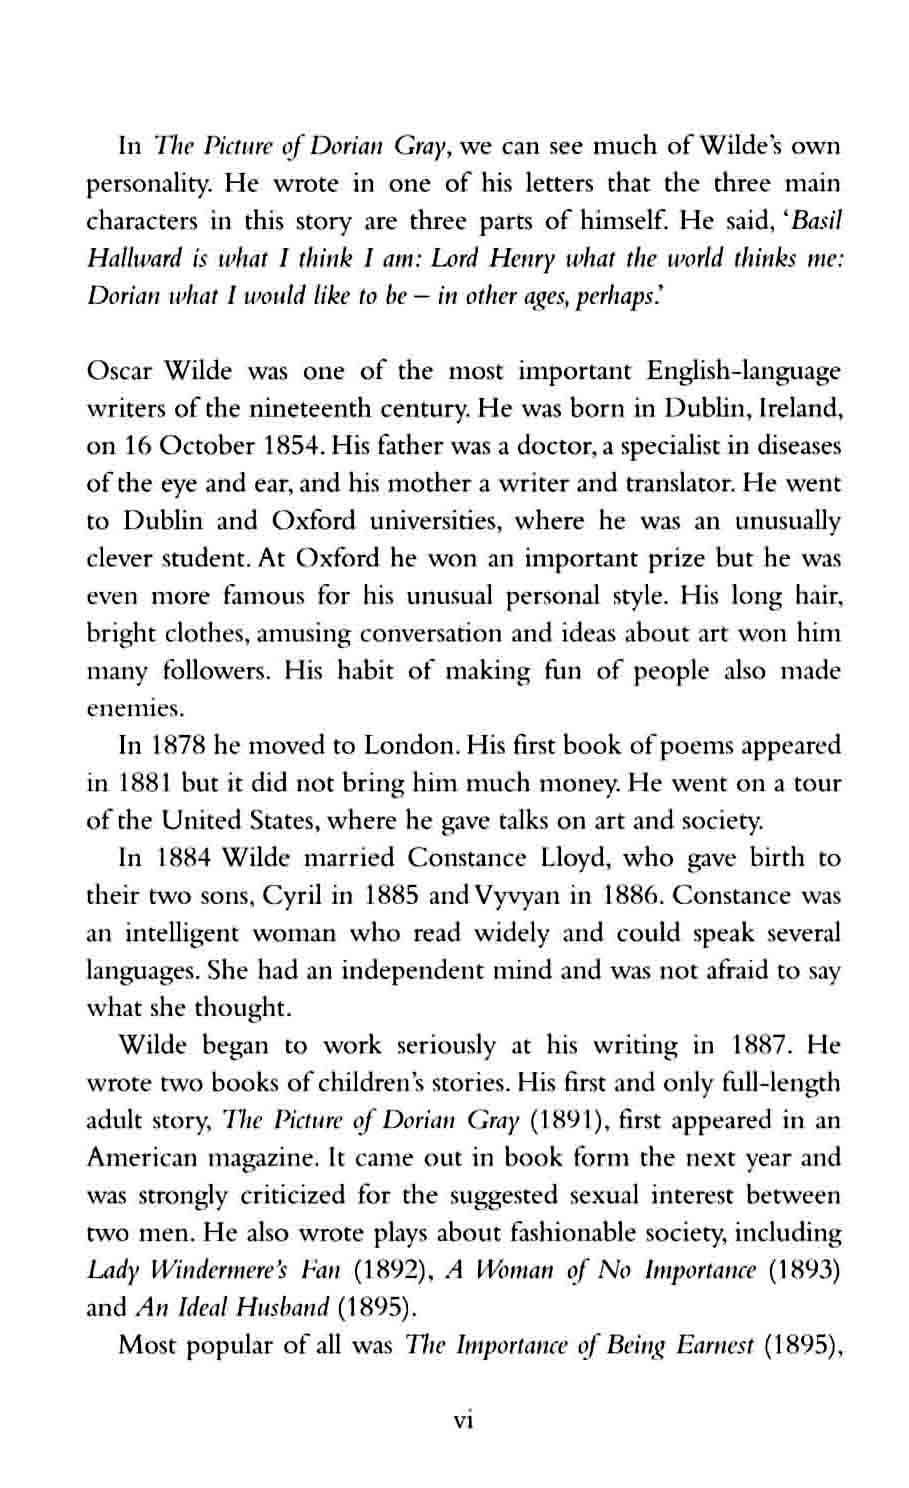 In The Picture of Dorian Gray, we can see much of Wilde's own
personality. He wrote in one of his letters that the three main
characters in this story are three parts of himself. He said, ‘Basil
Hallward is what I think I am: Lord Henry what the world thinks me:
Dorian what I would like to be – in other ages, perhaps.’
Oscar Wilde was one of the most important English-language
writers of the nineteenth century. He was born in Dublin, Ireland,
on 16 October 1854. His father was a doctor, a specialist in diseases
of the eye and ear, and his mother a writer and translator. He went
to Dublin and Oxford universities, where he was an unusually
clever student. At Oxford he won an important prize but he was
even more famous for his unusual personal style. His long hair,
bright clothes, amusing conversation and ideas about art won him
many followers. His habit of making fun of people also made
enemies.
In 1878 he moved to London. His first book of poems appeared
in 1881 but it did not bring him much money. He went on a tour
of the United States, where he gave talks on art and society.
In 1884 Wilde married Constance Lloyd, who gave birth to
their two sons, Cyril in 1885 and Vyvyan in 1886. Constance was
an intelligent woman who read widely and could speak several
languages. She had an independent mind and was not afraid to say
what she thought.
Wilde began to work seriously at his writing in 1887. He
wrote two books of children's stories. His first and only full-length
adult story, The Picture of Dorian Gray (1891), first appeared in an
American magazine. It came out in book form the next year and
was strongly criticized for the suggested sexual interest between
two men. He also wrote plays about fashionable society, including
Lady Windermere's Fan (1892), A Woman of No Importance (1893)
and An Ideal Husband (1895).
Most popular of all was The Importance of Being Earnest (1895),
vi